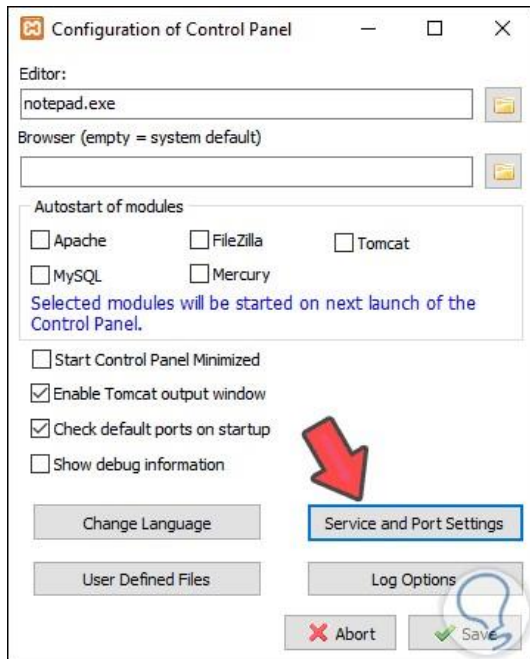 Configuration of Control Panel
Editor:
notepad.exe
Browser (empty = system default)
Autostart of modules
Apache
FileZilla
Tomcat
MySQL
Mercury
Selected modules will be started on next launch of the
Control Panel.
Start Control Panel Minimized
Enable Tomcat output window
Check default ports on startup
Show debug information
Change Language
Service and Port Settings
User Defined Files
Log Options
Abort
Save